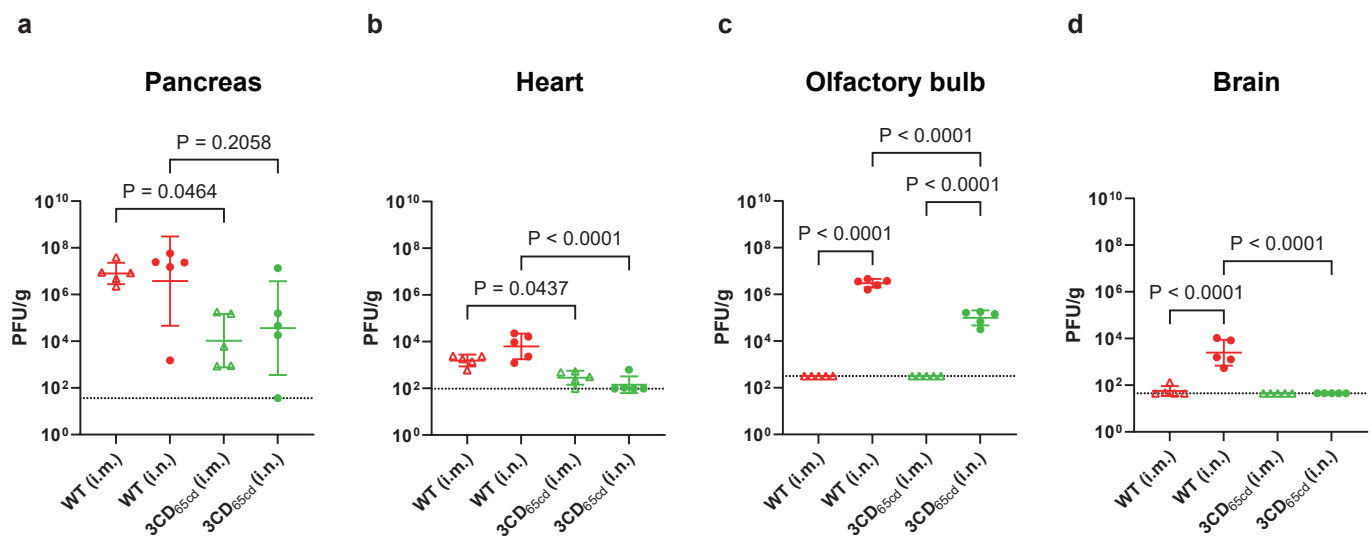 a
Pancreas
P = 0.2058
P = 0.0464
PFU/g
10¹⁰
10⁸
10⁶
10⁴
10²
10⁰
WT (i.m.)
WT (i.n.)
3CD₆₅cd (i.m.)
3CD₆₅cd (i.n.)
b
Heart
P < 0.0001
P = 0.0437
PFU/g
10¹⁰
10⁸
10⁶
10⁴
10²
10⁰
WT (i.m.)
WT (i.n.)
3CD₆₅cd (i.m.)
3CD₆₅cd (i.n.)
c
Olfactory bulb
P < 0.0001
P < 0.0001
P < 0.0001
PFU/g
10¹⁰
10⁸
10⁶
10⁴
10²
10⁰
WT (i.m.)
WT (i.n.)
3CD₆₅cd (i.m.)
3CD₆₅cd (i.n.)
d
Brain
P < 0.0001
P < 0.0001
PFU/g
10¹⁰
10⁸
10⁶
10⁴
10²
10⁰
WT (i.m.)
WT (i.n.)
3CD₆₅cd (i.m.)
3CD₆₅cd (i.n.)